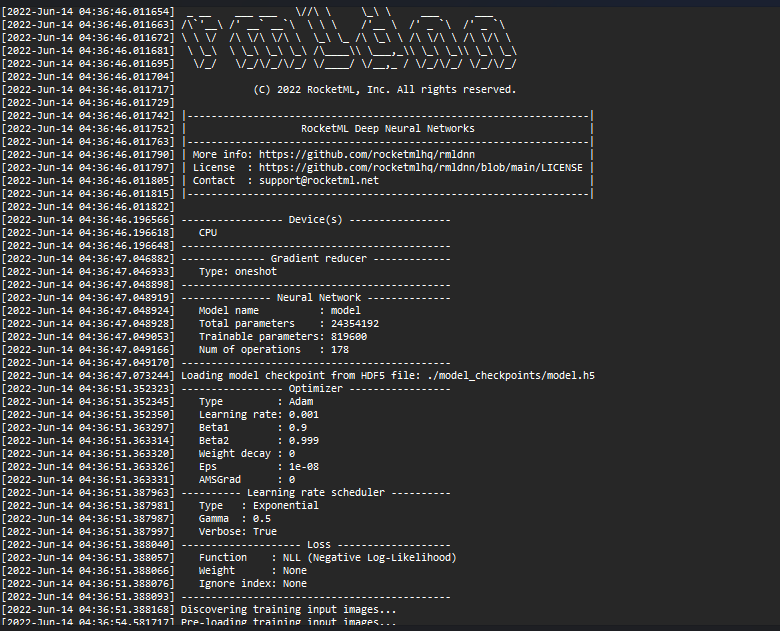 [2022-Jun-14 04:36:46.011654]  _ __    ___ ___   \//\ \     \_\ \     ___      ___
[2022-Jun-14 04:36:46.011663] /\`'__\ /' __` __`\  \ \ \    /'_` \  /' _ `\  /' _ `\
[2022-Jun-14 04:36:46.011672] \ \ \/  /\ \/\ \/\ \  \_\ \_ /\ \_\ \ /\ \/\ \ /\ \/\ \
[2022-Jun-14 04:36:46.011681]  \ \_\  \ \_\ \_\ \_\ /\____\\ \___,_\\ \_\ \_\\ \_\ \_\
[2022-Jun-14 04:36:46.011695]   \/_/   \/_/\/_/\/_/ \/____/ \/__,_ / \/_/\/_/ \/_/\/_/
[2022-Jun-14 04:36:46.011704]
[2022-Jun-14 04:36:46.011717]             (C) 2022 RocketML, Inc. All rights reserved.
[2022-Jun-14 04:36:46.011729]
[2022-Jun-14 04:36:46.011742] |-------------------------------------------------------------------|
[2022-Jun-14 04:36:46.011752] |                   RocketML Deep Neural Networks                   |
[2022-Jun-14 04:36:46.011763] |-------------------------------------------------------------------|
[2022-Jun-14 04:36:46.011790] | More info: https://github.com/rocketmlhq/rmldnn                   |
[2022-Jun-14 04:36:46.011797] | License  : https://github.com/rocketmlhq/rmldnn/blob/main/LICENSE |
[2022-Jun-14 04:36:46.011805] | Contact  : support@rocketml.net                                   |
[2022-Jun-14 04:36:46.011815] |-------------------------------------------------------------------|
[2022-Jun-14 04:36:46.011822]
[2022-Jun-14 04:36:46.196566] ----------------- Device(s) -----------------
[2022-Jun-14 04:36:46.196618]    CPU
[2022-Jun-14 04:36:46.196648] ---------------------------------------------
[2022-Jun-14 04:36:47.046882] -------------- Gradient reducer -------------
[2022-Jun-14 04:36:47.046933]    Type: oneshot
[2022-Jun-14 04:36:47.048898] ---------------------------------------------
[2022-Jun-14 04:36:47.048919] --------------- Neural Network --------------
[2022-Jun-14 04:36:47.048924]    Model name          : model
[2022-Jun-14 04:36:47.048928]    Total parameters    : 24354192
[2022-Jun-14 04:36:47.049053]    Trainable parameters: 819600
[2022-Jun-14 04:36:47.049166]    Num of operations   : 178
[2022-Jun-14 04:36:47.049170] ---------------------------------------------
[2022-Jun-14 04:36:47.073244] Loading model checkpoint from HDF5 file: ./model_checkpoints/model.h5
[2022-Jun-14 04:36:51.352323] ----------------- Optimizer -----------------
[2022-Jun-14 04:36:51.352345]    Type         : Adam
[2022-Jun-14 04:36:51.352350]    Learning rate: 0.001
[2022-Jun-14 04:36:51.363297]    Beta1        : 0.9
[2022-Jun-14 04:36:51.363314]    Beta2        : 0.999
[2022-Jun-14 04:36:51.363320]    Weight decay : 0
[2022-Jun-14 04:36:51.363326]    Eps          : 1e-08
[2022-Jun-14 04:36:51.363331]    AMSGrad      : 0
[2022-Jun-14 04:36:51.387963] ---------- Learning rate scheduler ----------
[2022-Jun-14 04:36:51.387981]    Type   : Exponential
[2022-Jun-14 04:36:51.387987]    Gamma  : 0.5
[2022-Jun-14 04:36:51.387997]    Verbose: True
[2022-Jun-14 04:36:51.388040] -------------------- Loss -------------------
[2022-Jun-14 04:36:51.388057]    Function    : NLL (Negative Log-Likelihood)
[2022-Jun-14 04:36:51.388066]    Weight      : None
[2022-Jun-14 04:36:51.388076]    Ignore index: None
[2022-Jun-14 04:36:51.388093] ---------------------------------------------
[2022-Jun-14 04:36:51.388168] Discovering training input images...
[2022-Jun-14 04:36:54.581717] Pre-loading training input images...